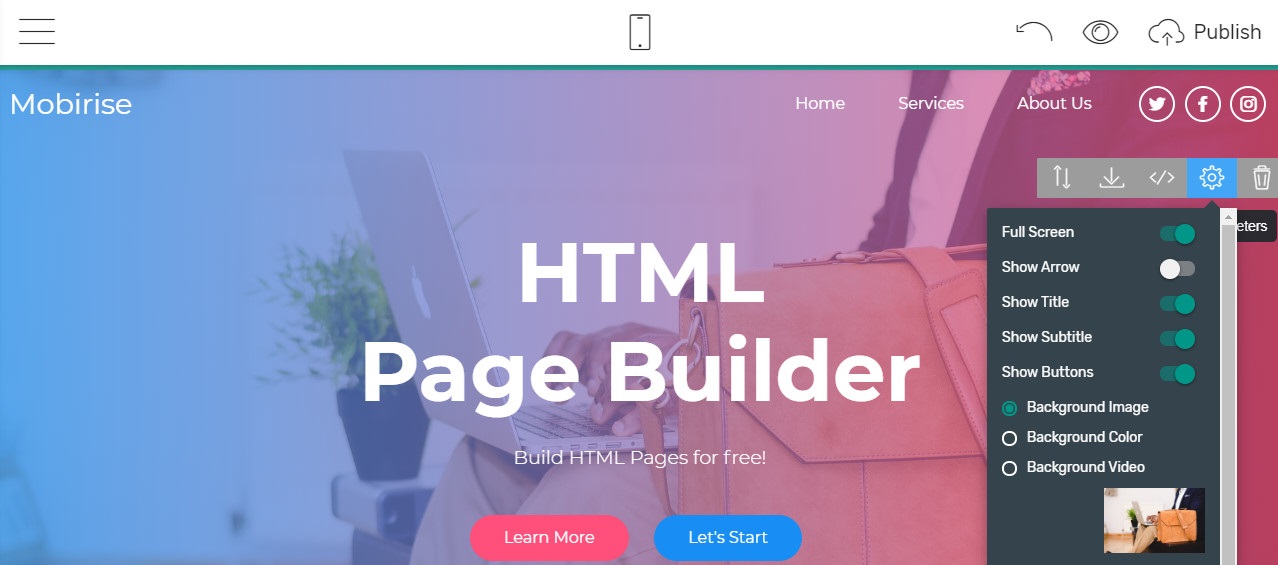 Publish
Mobirise
Home Services About Us
Full Screen
Show Arrow
Show Title
Show Subtitle
Show Buttons
Background Image
Background Color
Background Video
HTML
Page Builder
Build HTML Pages for free!
Learn More Let's Start